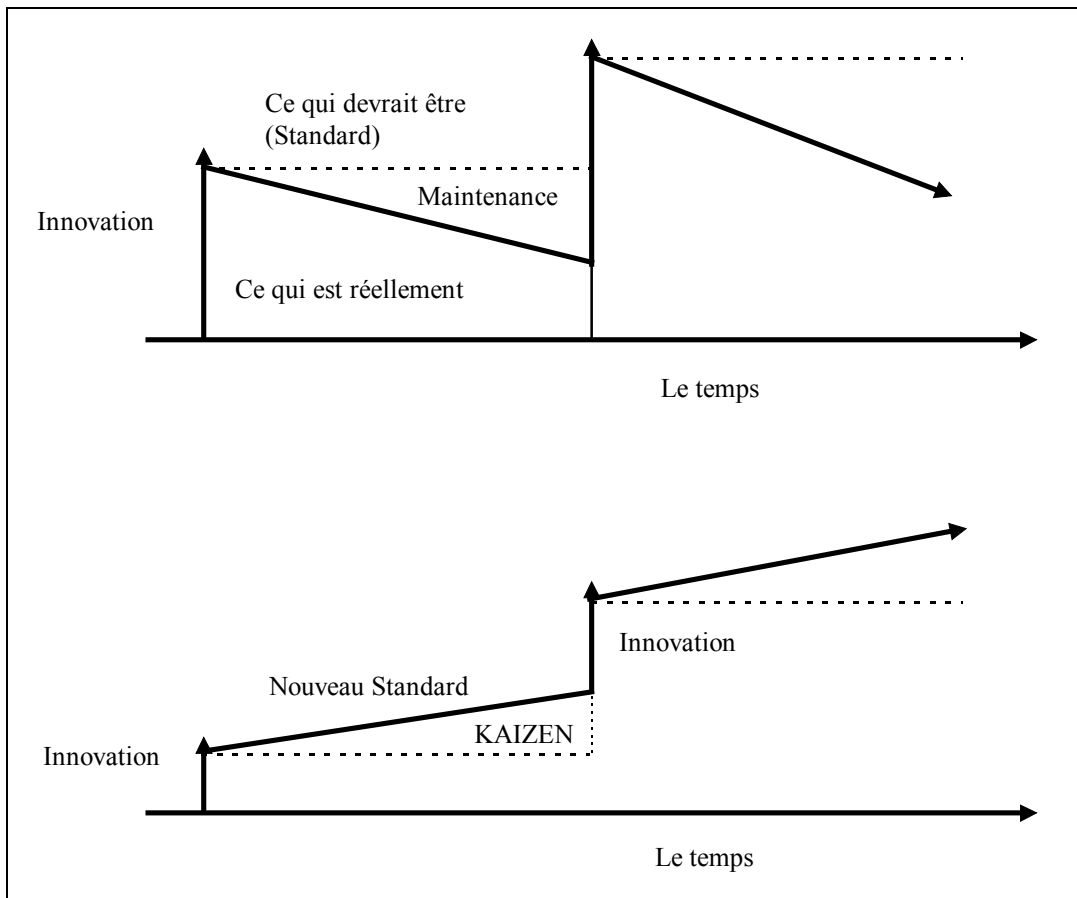 Ce qui devrait être
(Standard)
Maintenance
Innovation
Ce qui est réellement
Le temps
Innovation
Nouveau Standard
KAIZEN
Innovation
Le temps